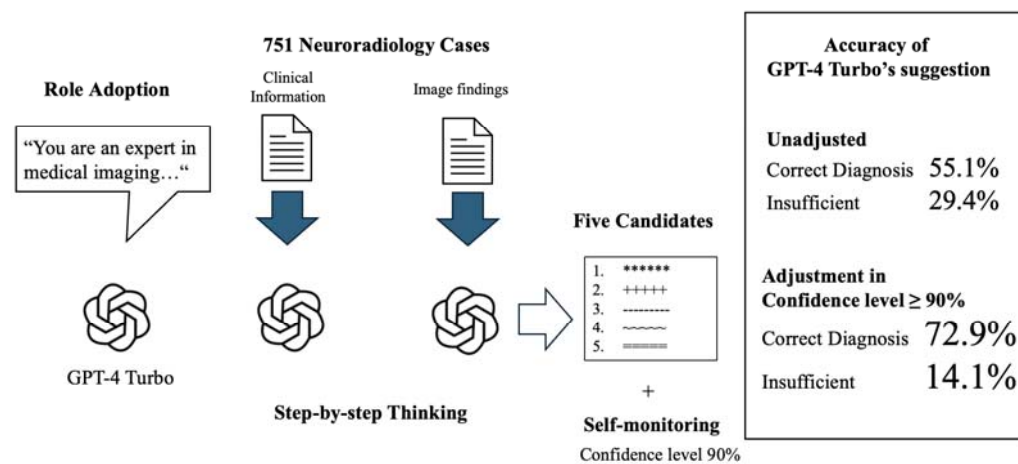 751 Neuroradiology Cases
Role Adoption
“You are an expert in
medical imaging…“
GPT-4 Turbo
Clinical
Information
Image findings
Step-by-step Thinking
Five Candidates
1. ******
2. +++++
3. ---------
4. ~~~~~
5. =====
+
Self-monitoring
Confidence level 90%
Accuracy of
GPT-4 Turbo’s suggestion
Unadjusted
Correct Diagnosis 55.1%
Insufficient 29.4%
Adjustment in
Confidence level ≥ 90%
Correct Diagnosis 72.9%
Insufficient 14.1%